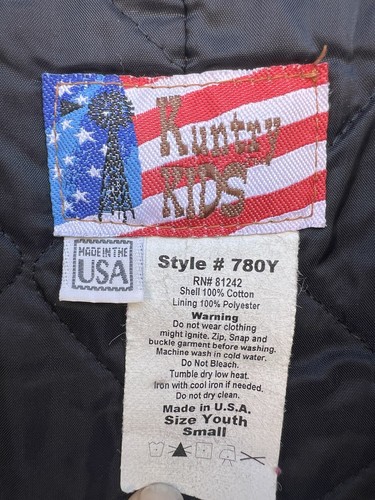 Kuntry
KIDS
MADE IN THE
USA
Style # 780Y
RN# 81242
Shell 100% Cotton
Lining 100% Polyester
Warning
Do not wear clothing
might ignite. Zip, Snap and
buckle garment before washing.
Machine wash in cold water.
Do Not Bleach.
Tumble dry low heat.
Iron with cool iron if needed.
Do not dry clean.
Made in U.S.A.
Size Youth
Small